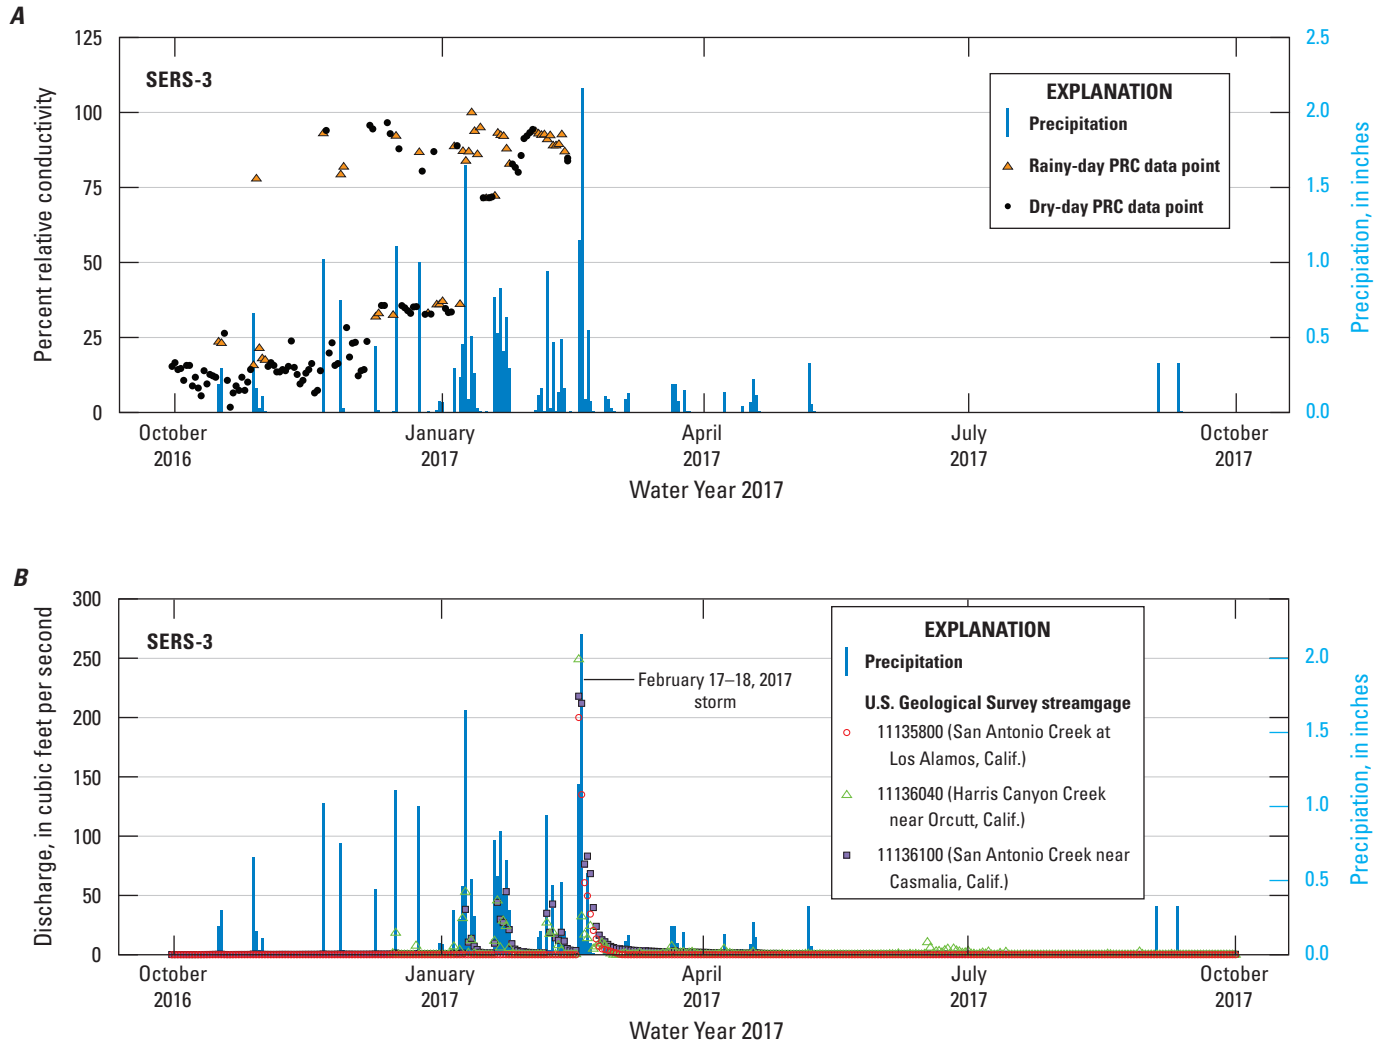 A
125
100
75
50
25
0
Percent relative conductivity
SERS-3
EXPLANATION
Precipitation
Rainy-day PRC data point
Dry-day PRC data point
2.5
2.0
1.5
1.0
0.5
0.0
Precipiation, in inches
October
2016
January
2017
April
2017
July
2017
October
2017
Water Year 2017
B
300
250
200
150
100
50
0
Discharge, in cubic feet per second
SERS-3
February 17–18, 2017
storm
EXPLANATION
Precipitation
U.S. Geological Survey streamgage
11135800 (San Antonio Creek at
Los Alamos, Calif.)
11136040 (Harris Canyon Creek
near Orcutt, Calif.)
11136100 (San Antonio Creek near
Casmalia, Calif.)
2.0
1.5
1.0
0.5
0.0
Precipiation, in inches
October
2016
January
2017
April
2017
July
2017
October
2017
Water Year 2017